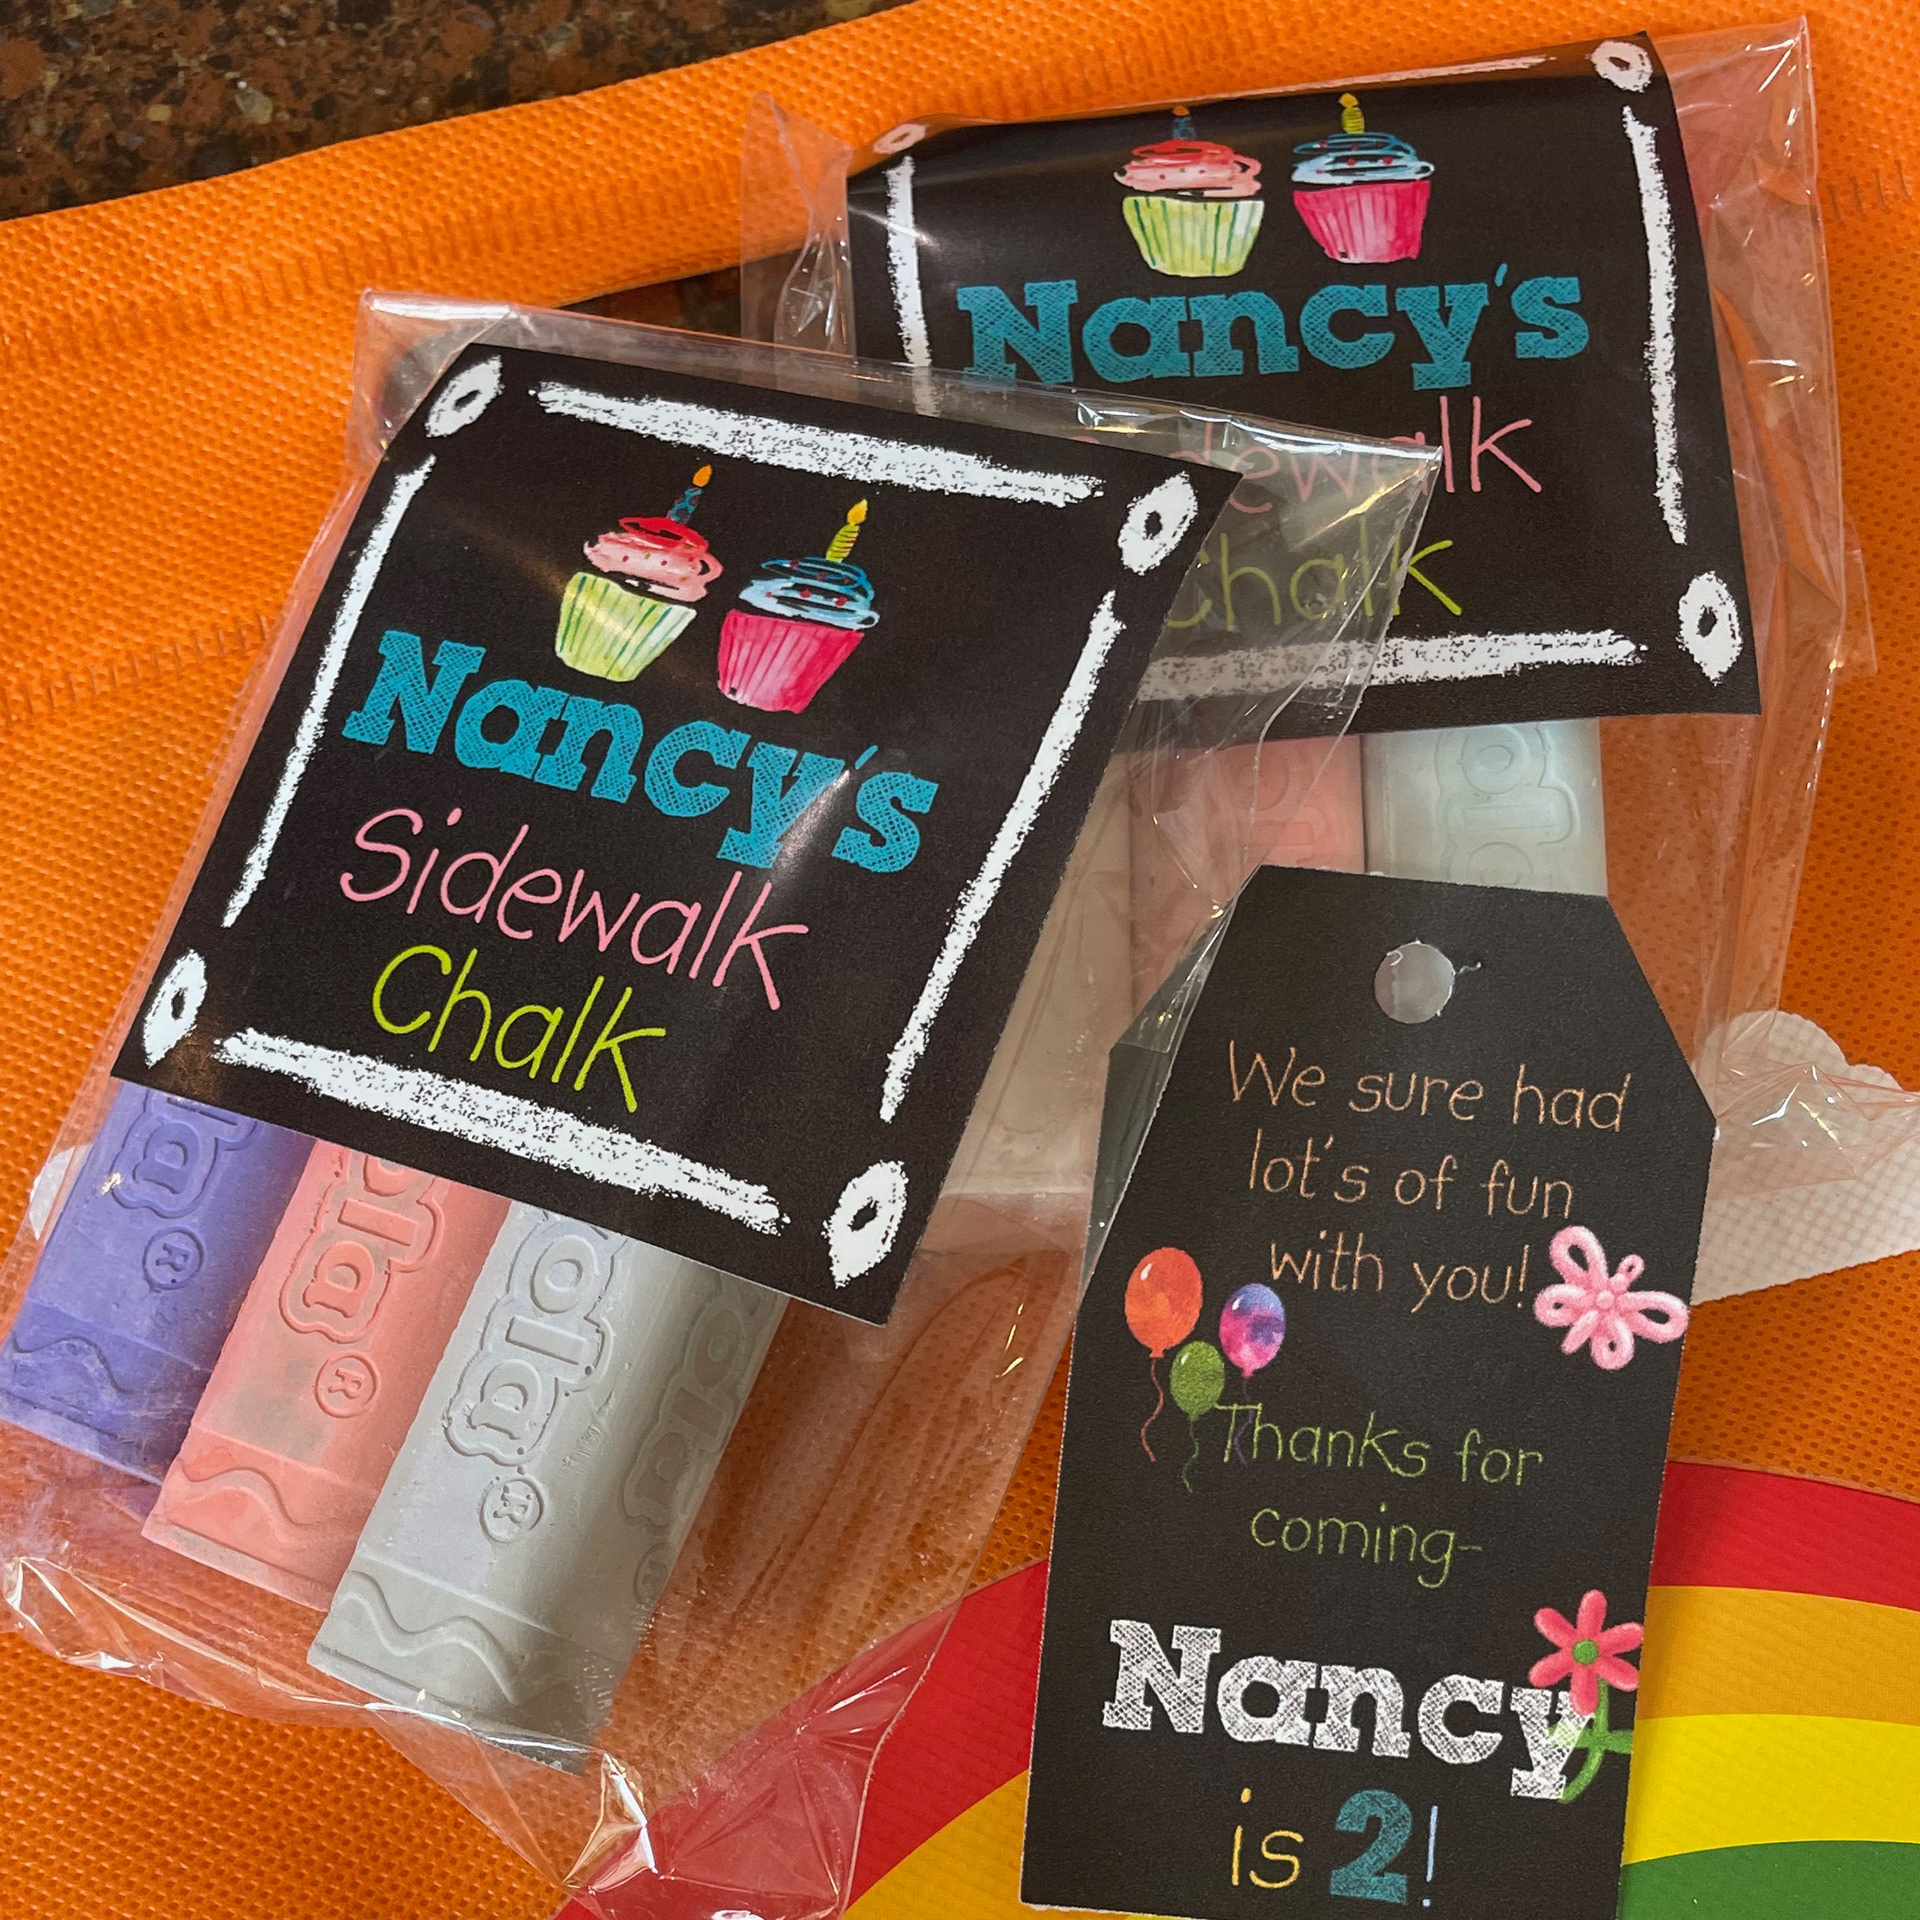 Nancy's
Sidewalk
Chalk
Nancy's
Chalk
We sure had
lot's of fun
with you!
Thanks for
coming-
Nancy
is 2!